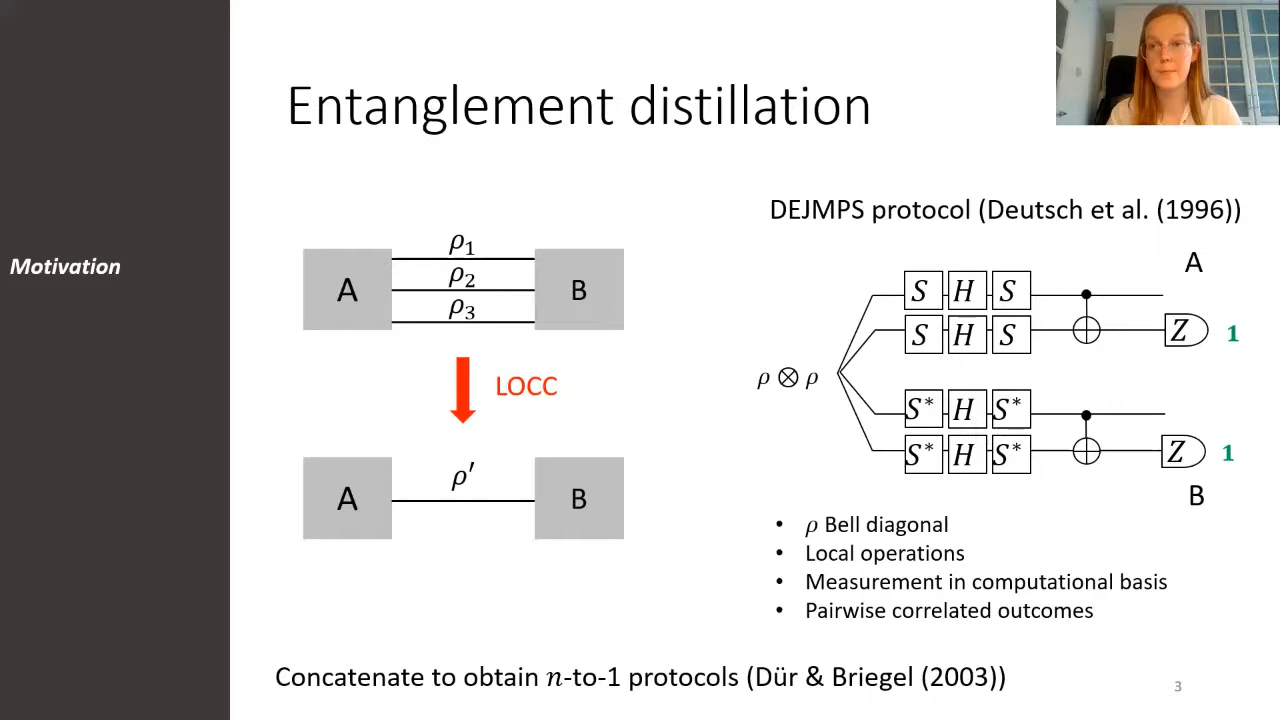 Entanglement distillation
Motivation
ρ₁
ρ₂
ρ₃
A
B
LOCC
ρ′
A
B
DEJMPS protocol (Deutsch et al. (1996))
A
S H S
S H S
Z 1
ρ ⊗ ρ
S* H S*
S* H S*
Z 1
B
• ρ Bell diagonal
• Local operations
• Measurement in computational basis
• Pairwise correlated outcomes
Concatenate to obtain n-to-1 protocols (Dür & Briegel (2003))
3